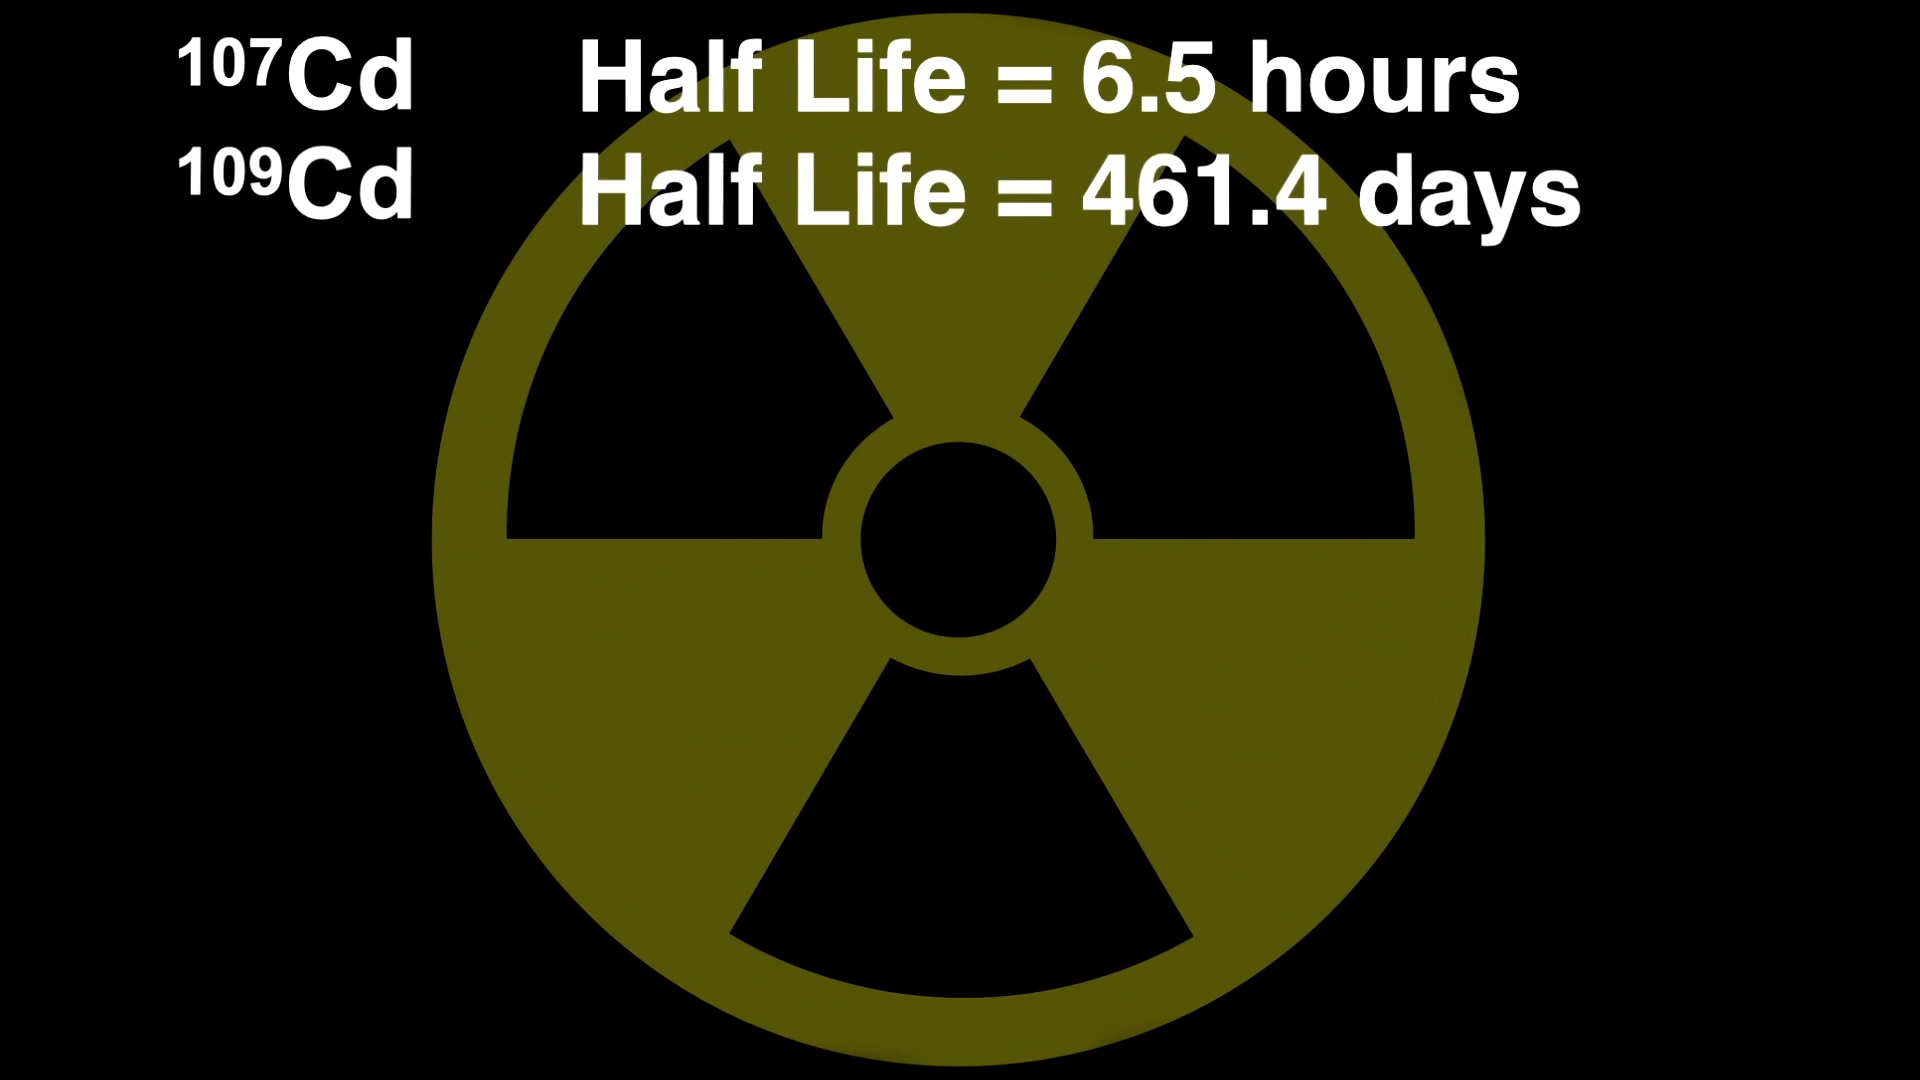 ¹⁰⁷Cd Half Life = 6.5 hours
¹⁰⁹Cd Half Life = 461.4 days